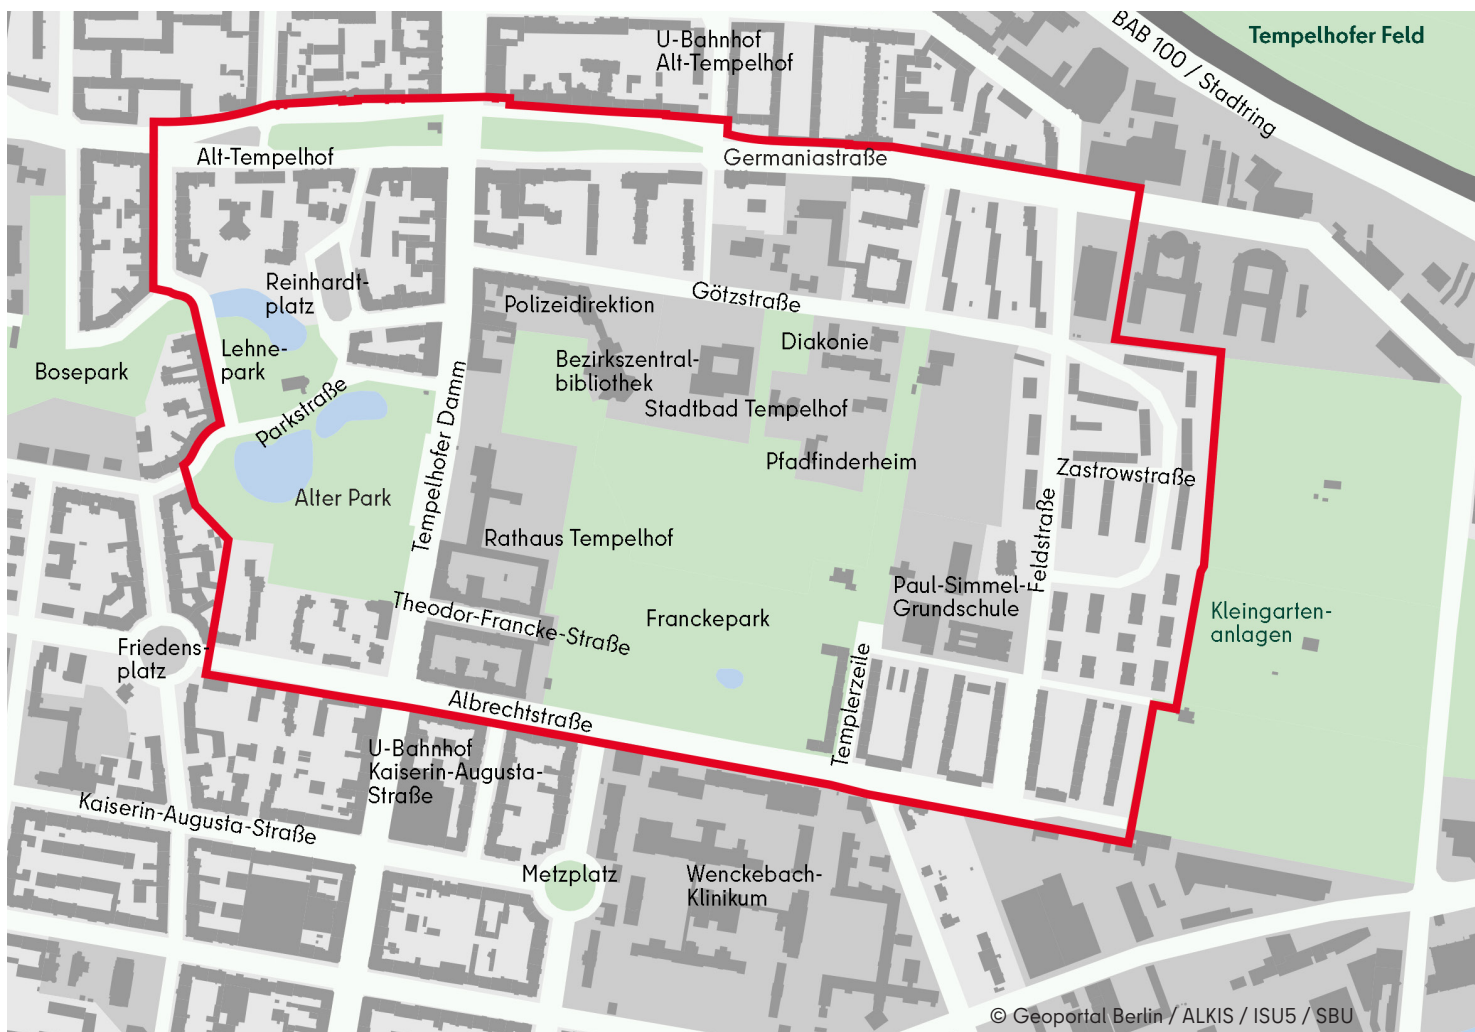 Tempelhofer Feld
BAB 100 / Stadtring
U-Bahnhof
Alt-Tempelhof
Alt-Tempelhof
Germaniastraße
Reinhardt-
platz
Götzstraße
Polizeidirektion
Diakonie
Lehne-
park
Bezirkszentral-
bibliothek
Bosepark
Parkstraße
Stadtbad Tempelhof
Tempelhofer Damm
Pfadfinderheim
Zastrowstraße
Alter Park
Feldstraße
Rathaus Tempelhof
Paul-Simmel-
Grundschule
Theodor-Francke-Straße
Franckepark
Kleingarten-
anlagen
Friedens-
platz
Templerzeile
Albrechtstraße
U-Bahnhof
Kaiserin-Augusta-
Straße
Kaiserin-Augusta-Straße
Metzplatz
Wenckebach-
Klinikum
© Geoportal Berlin / ALKIS / ISU5 / SBU